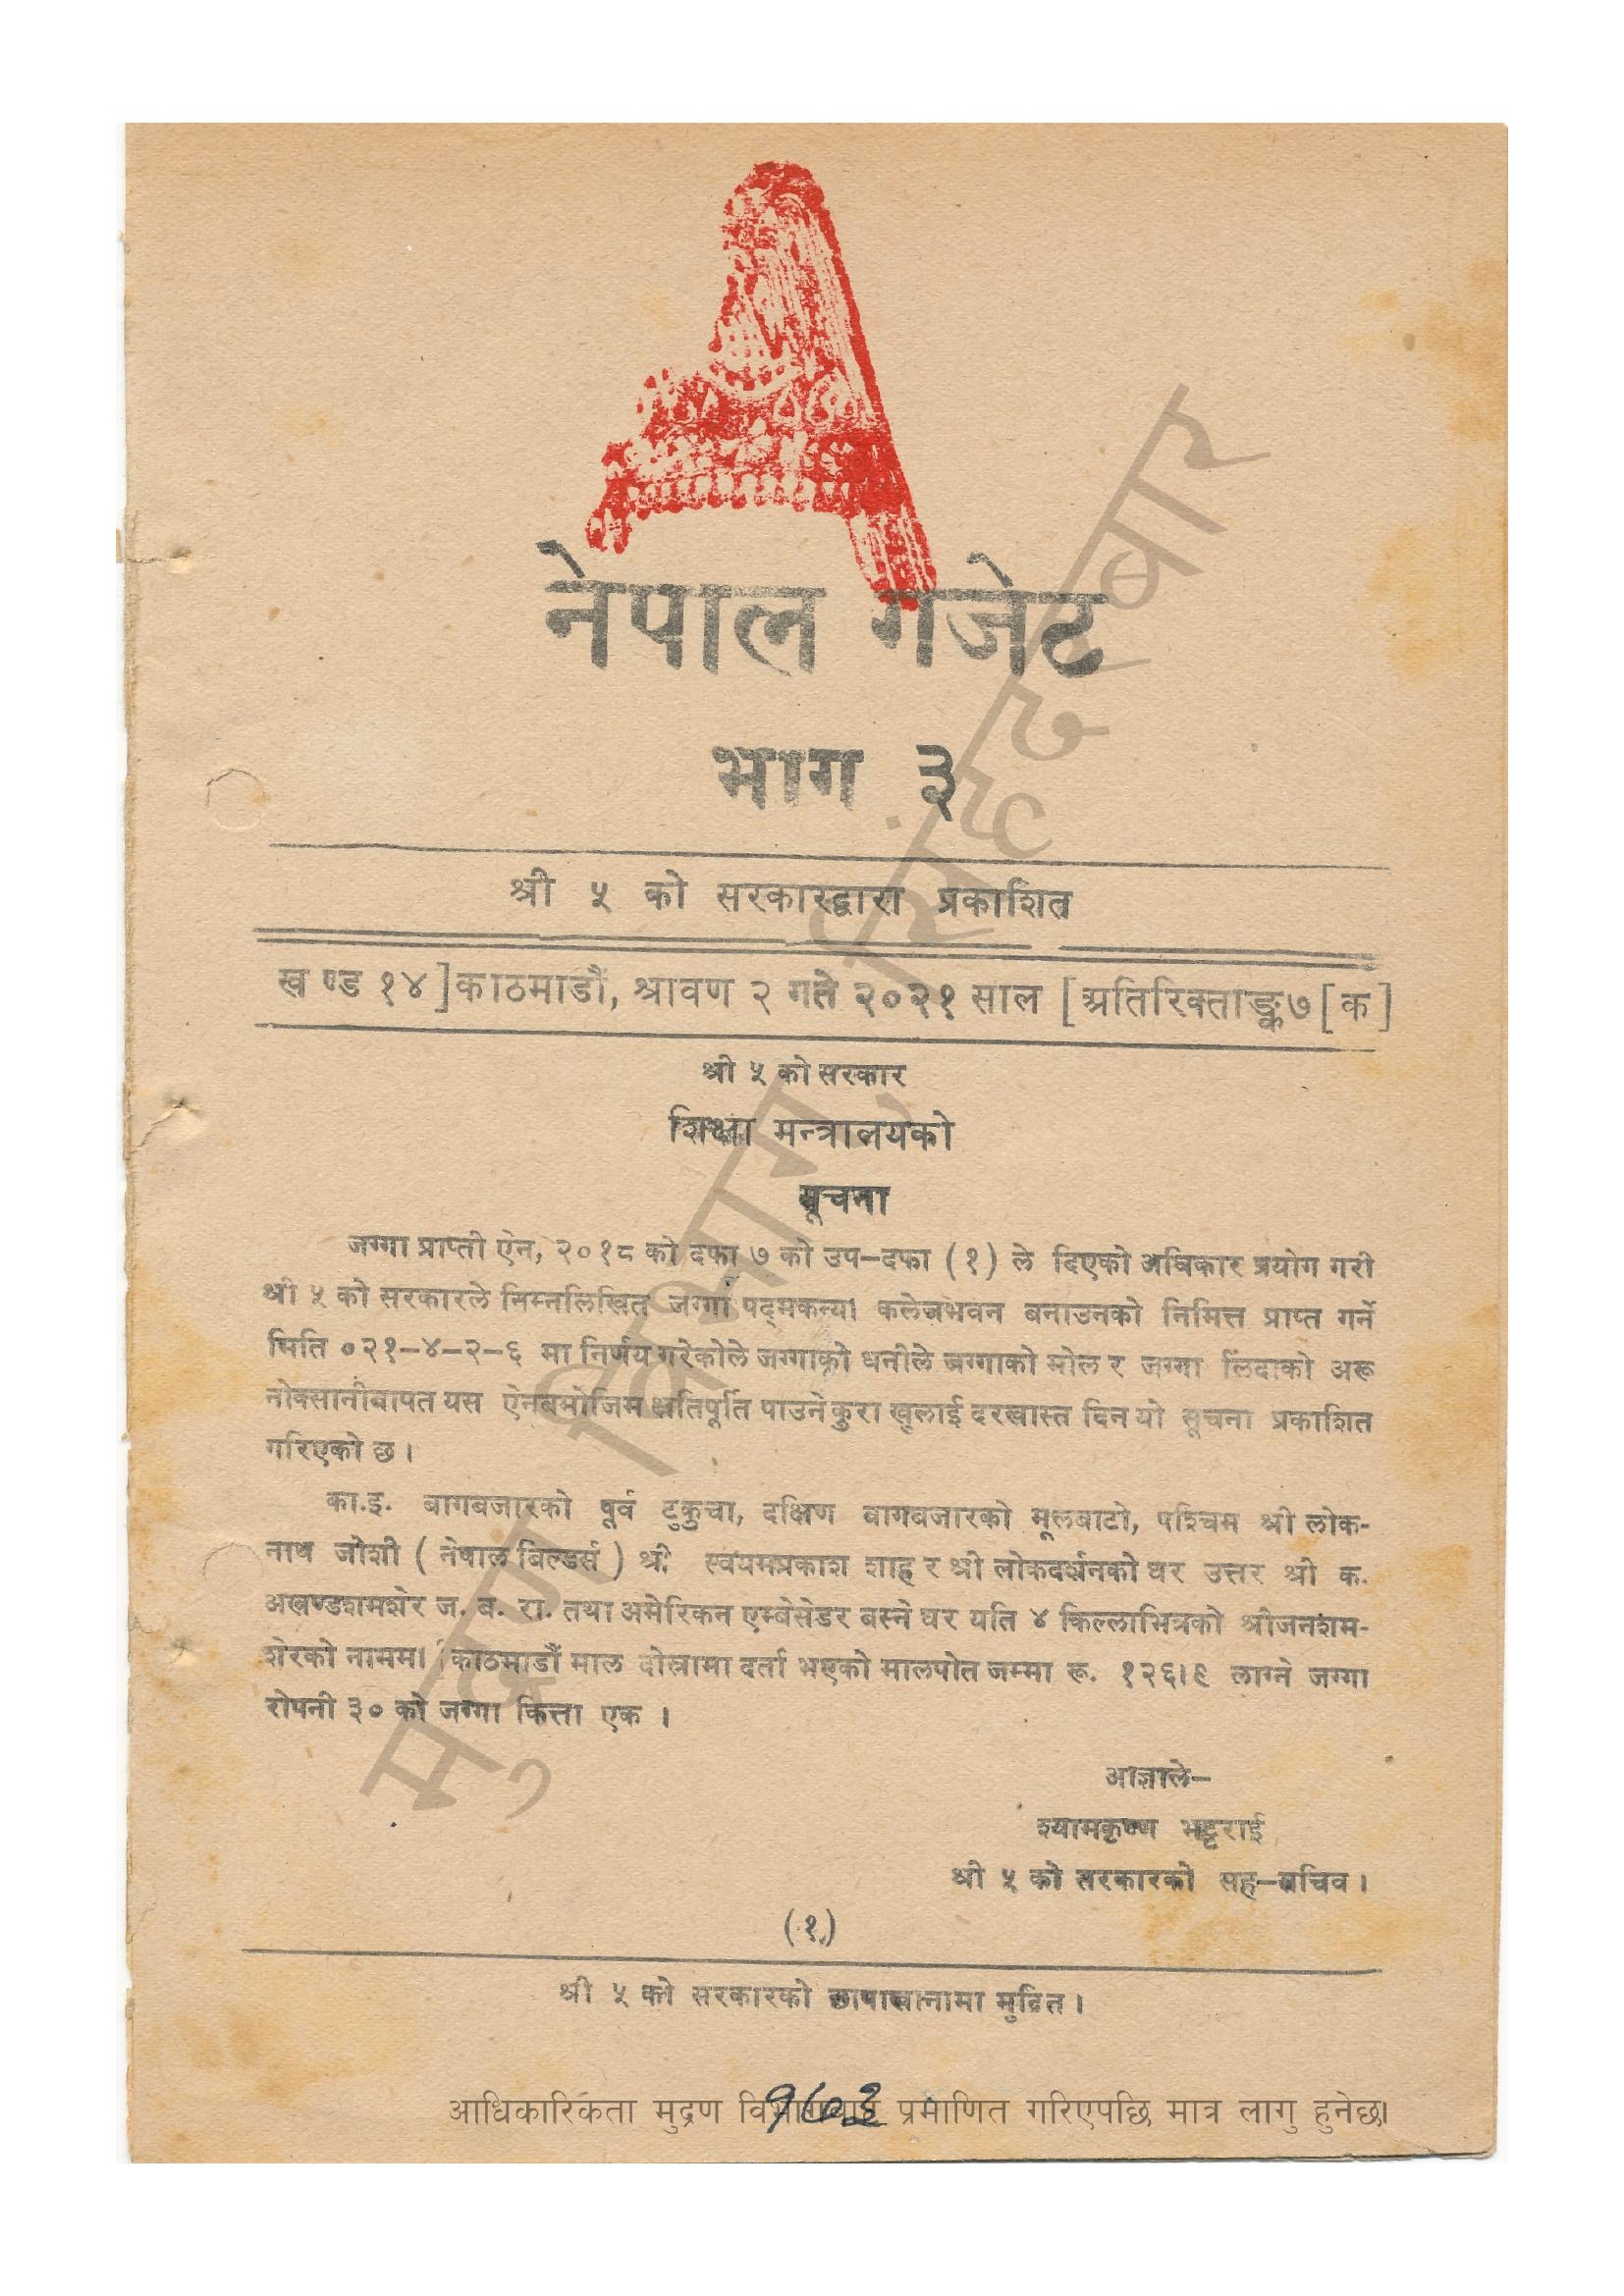 नेपाल गजेट
भाग ३
श्री ५ को सरकारद्वारा प्रकाशित
खण्ड १४] काठमाडौं, श्रावण २ गते २०२१ साल [अतिरिक्ताङ्क ७ [क]
श्री ५ को सरकार
शिक्षा मन्त्रालयको
सूचना
जग्गा प्राप्ती ऐन, २०१८ को दफा ७ को उप–दफा (१) ले दिएको अधिकार प्रयोग गरी
श्री ५ को सरकारले निम्नलिखित जग्गा पद्मकन्या कलेजभवन बनाउनको निमित्त प्राप्त गर्ने
मिति ०२१–४–२–६ मा निर्णय गरेकोले जग्गाको धनीले जग्गाको मोल र जग्गा लिंदाको अरू
नोक्सानीबापत यस ऐनबमोजिम क्षतिपूर्ति पाउने कुरा खुलाई दरखास्त दिन यो सूचना प्रकाशित
गरिएको छ ।
का.इ. बागबजारको पूर्व टुकुचा, दक्षिण बागबजारको मूलबाटो, पश्चिम श्री लोक-
नाथ जोशी ( नेपाल बिल्डर्स ) श्री स्वयमप्रकाश शाह र श्री लोकदर्शनको घर उत्तर श्री क.
अखण्डशमशेर ज. ब. रा. तथा अमेरिकन एम्बेसेडर बस्ने घर यति ४ किल्लाभित्रको श्रीजनशम-
शेरको नाममा काठमाडौं माल दोस्रामा दर्ता भएको मालपोत जम्मा रू. १२६।९ लाग्ने जग्गा
रोपनी ३० को जग्गा कित्ता एक ।
आज्ञाले–
श्यामकृष्ण भट्टराई
श्री ५ को सरकारको सह–सचिव ।
(१)
श्री ५ को सरकारको छापाखानामा मुद्रित ।
१७३
आधिकारिकता मुद्रण विभागबाट प्रमाणित गरिएपछि मात्र लागु हुनेछ।
मुद्रण विभाग, सिंहदरबार